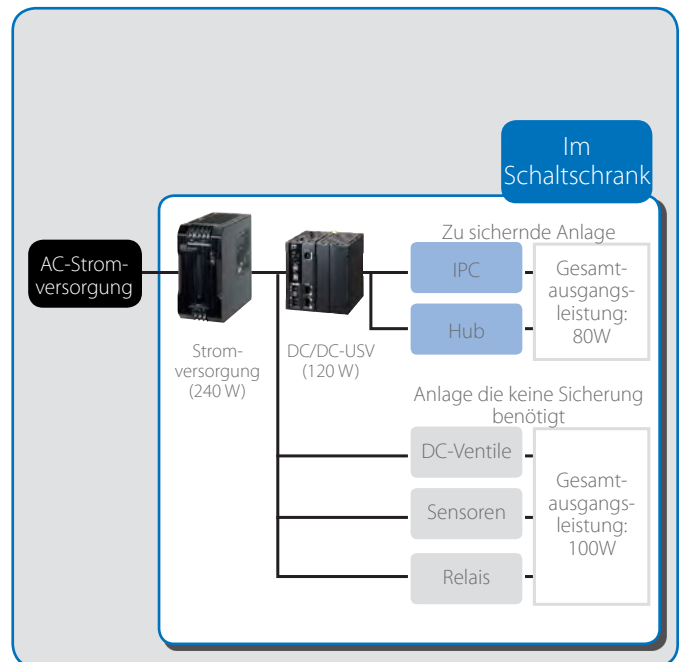 Im
Schaltschrank
Zu sichernde Anlage
AC-Strom-
versorgung
IPC
Hub
Gesamt-
ausgangs-
leistung:
80W
Strom-
versorgung
(240 W)
DC/DC-USV
(120 W)
Anlage die keine Sicherung
benötigt
DC-Ventile
Sensoren
Relais
Gesamt-
ausgangs-
leistung:
100W